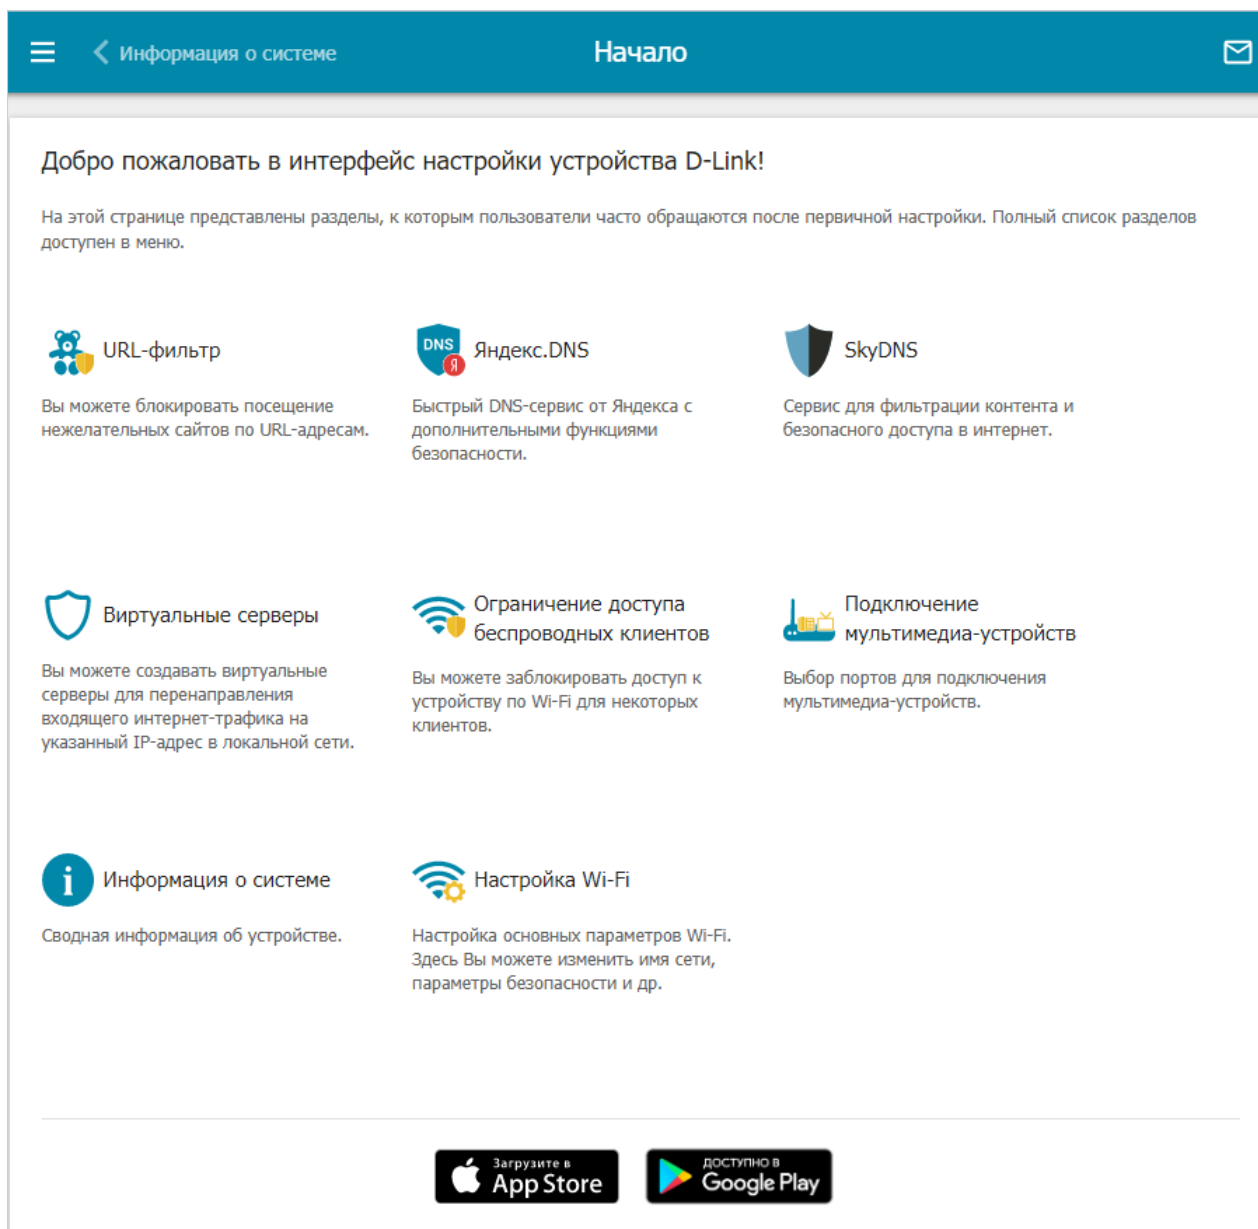 Информация о системе
Начало
Добро пожаловать в интерфейс настройки устройства D-Link!
На этой странице представлены разделы, к которым пользователи часто обращаются после первичной настройки. Полный список разделов
доступен в меню.
URL-фильтр
Вы можете блокировать посещение
нежелательных сайтов по URL-адресам.
DNS
Я
Яндекс.DNS
Быстрый DNS-сервис от Яндекса с
дополнительными функциями
безопасности.
SkyDNS
Сервис для фильтрации контента и
безопасного доступа в интернет.
Виртуальные серверы
Вы можете создавать виртуальные
серверы для перенаправления
входящего интернет-трафика на
указанный IP-адрес в локальной сети.
Ограничение доступа
беспроводных клиентов
Вы можете заблокировать доступ к
устройству по Wi-Fi для некоторых
клиентов.
Подключение
мультимедиа-устройств
Выбор портов для подключения
мультимедиа-устройств.
i
Информация о системе
Сводная информация об устройстве.
Настройка Wi-Fi
Настройка основных параметров Wi-Fi.
Здесь Вы можете изменить имя сети,
параметры безопасности и др.
Загрузите в
App Store
ДОСТУПНО В
Google Play